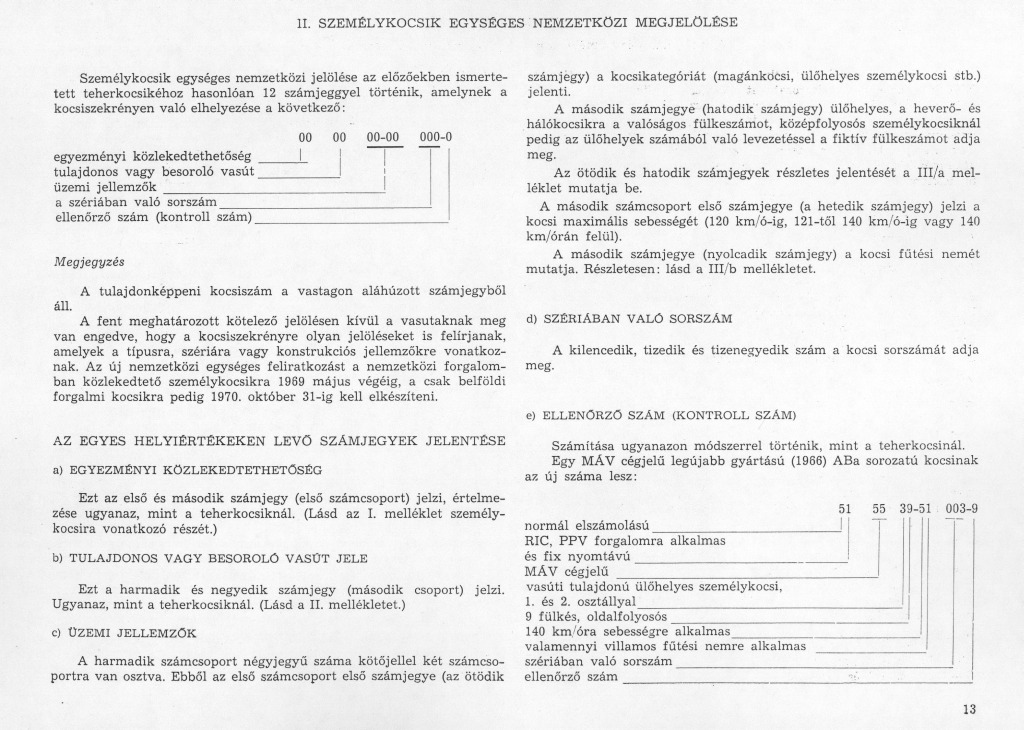 II. SZEMÉLYKOCSIK EGYSÉGES NEMZETKÖZI MEGJELÖLÉSE
Személykocsik egységes nemzetközi jelölése az előzőekben ismerte-
tett teherkocsikéhoz hasonlóan 12 számjeggyel történik, amelynek a
kocsiszekrényen való elhelyezése a következő:
00 00 00-00 000-0
egyezményi közlekedtethetőség
tulajdonos vagy besoroló vasút
üzemi jellemzők
a szériában való sorszám
ellenőrző szám (kontroll szám)
Megjegyzés
A tulajdonképpeni kocsiszám a vastagon aláhúzott számjegyből
áll.
A fent meghatározott kötelező jelölésen kívül a vasutaknak meg
van engedve, hogy a kocsiszekrényre olyan jelöléseket is felírjanak,
amelyek a típusra, szériára vagy konstrukciós jellemzőkre vonatkoz-
nak. Az új nemzetközi egységes feliratkozást a nemzetközi forgalom-
ban közlekedtető személykocsikra 1969 május végéig, a csak belföldi
forgalmi kocsikra pedig 1970. október 31-ig kell elkészíteni.
AZ EGYES HELYIÉRTÉKEKEN LEVŐ SZÁMJEGYEK JELENTÉSE
a) EGYEZMÉNYI KÖZLEKEDTETHETŐSÉG
Ezt az első és második számjegy (első számcsoport) jelzi, értelme-
zése ugyanaz, mint a teherkocsiknál. (Lásd az I. melléklet személy-
kocsira vonatkozó részét.)
b) TULAJDONOS VAGY BESOROLÓ VASÚT JELE
Ezt a harmadik és negyedik számjegy (második csoport) jelzi.
Ugyanaz, mint a teherkocsiknál. (Lásd a II. mellékletet.)
c) ÜZEMI JELLEMZŐK
A harmadik számcsoport négyjegyű száma kötőjellel két számcso-
portra van osztva. Ebből az első számcsoport első számjegye (az ötödik
számjegy) a kocsikategóriát (magánkocsi, ülőhelyes személykocsi stb.)
jelenti.
A második számjegye (hatodik számjegy) ülőhelyes, a heverő- és
hálókocsikra a valóságos fülkeszámot, középfolyosós személykocsiknál
pedig az ülőhelyek számából való levezetéssel a fiktív fülkeszámot adja
meg.
Az ötödik és hatodik számjegyek részletes jelentését a III/a mel-
léklet mutatja be.
A második számcsoport első számjegye (a hetedik számjegy) jelzi a
kocsi maximális sebességét (120 km/ó-ig, 121-től 140 km/ó-ig vagy 140
km/órán felül).
A második számjegye (nyolcadik számjegy) a kocsi fűtési nemét
mutatja. Részletesen: lásd a III/b mellékletet.
d) SZÉRIÁBAN VALÓ SORSZÁM
A kilencedik, tizedik és tizenegyedik szám a kocsi sorszámát adja
meg.
e) ELLENŐRZŐ SZÁM (KONTROLL SZÁM)
Számítása ugyanazon módszerrel történik, mint a teherkocsinál.
Egy MÁV cégjelű legújabb gyártású (1966) ABa sorozatú kocsinak
az új száma lesz:
51 55 39-51 003-9
normál elszámolású
RIC, PPV forgalomra alkalmas
és fix nyomtávú
MÁV cégjelű
vasúti tulajdonú ülőhelyes személykocsi,
1. és 2. osztállyal
9 fülkés, oldalfolyosós
140 km/óra sebességre alkalmas
valamennyi villamos fűtési nemre alkalmas
szériában való sorszám
ellenőrző szám
13